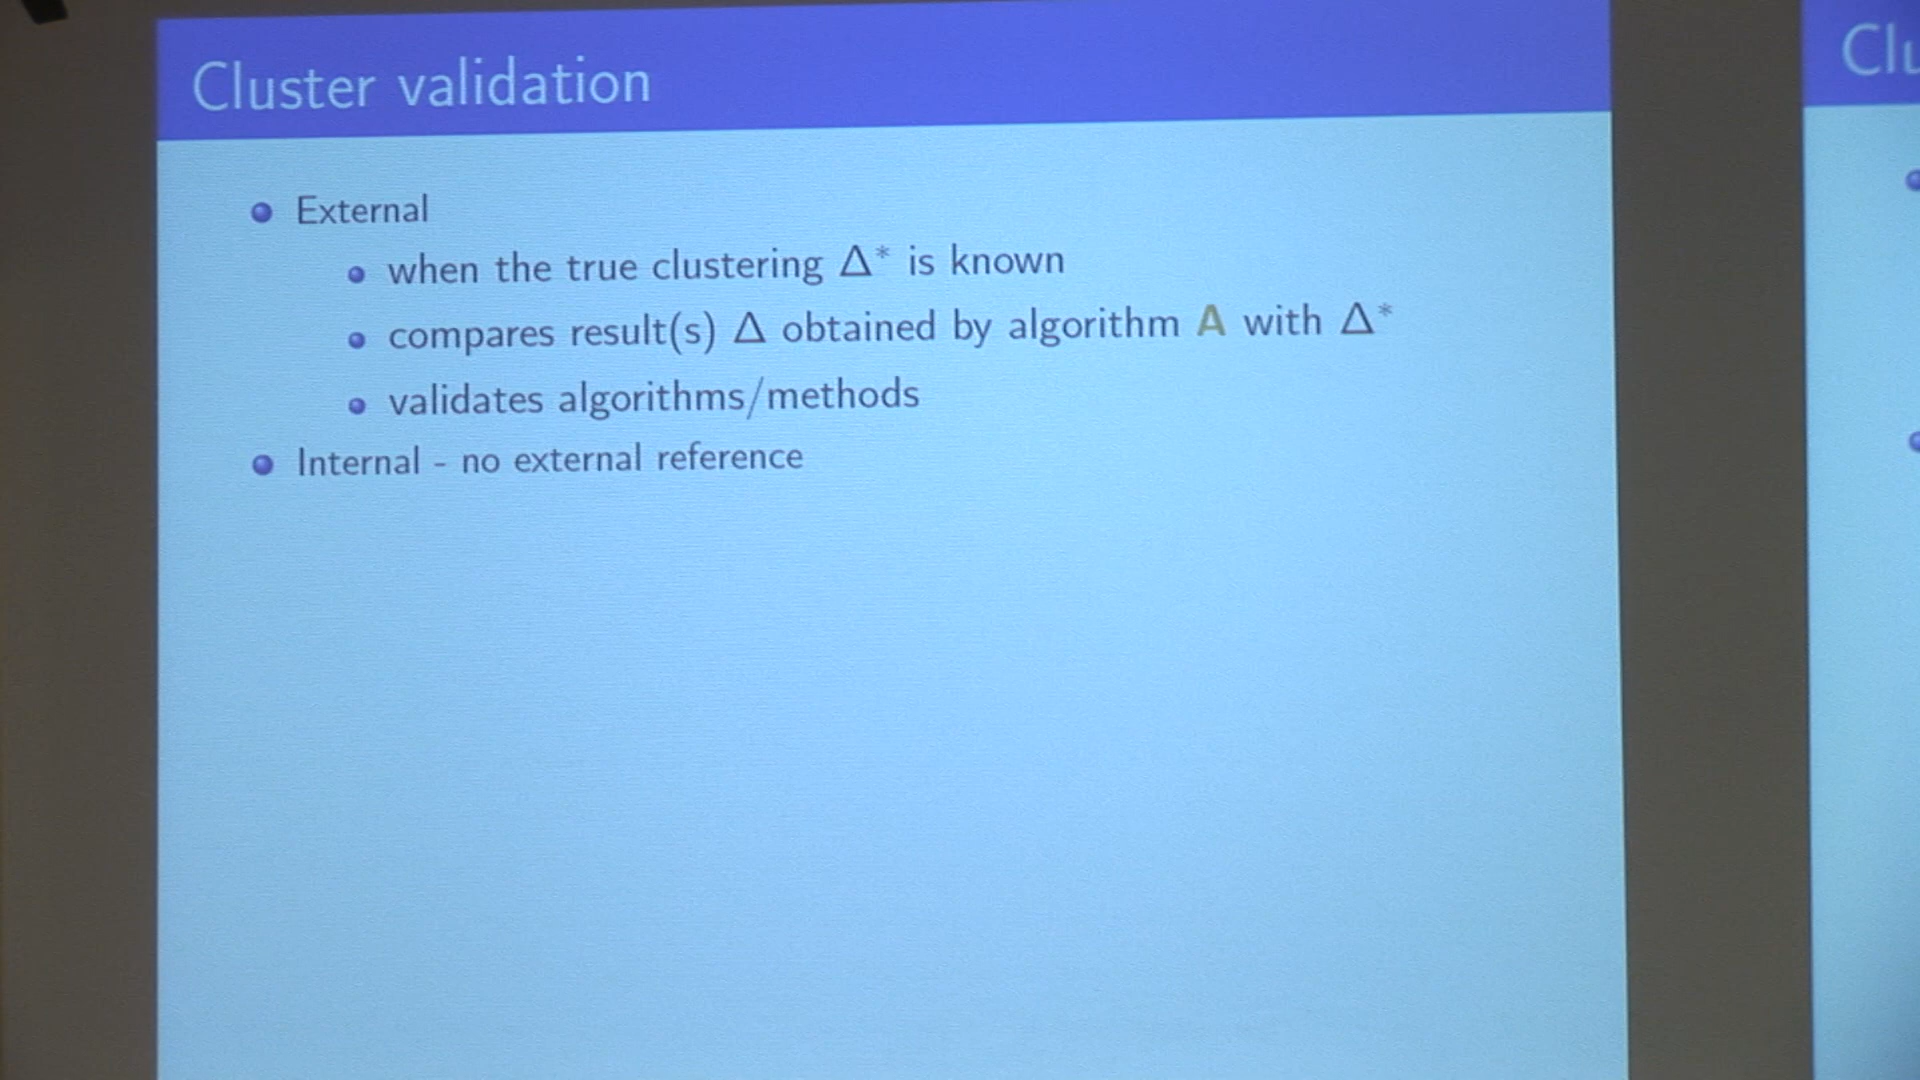 Cluster validation
External
when the true clustering Δ* is known
compares result(s) Δ obtained by algorithm A with Δ*
validates algorithms/methods
Internal - no external reference